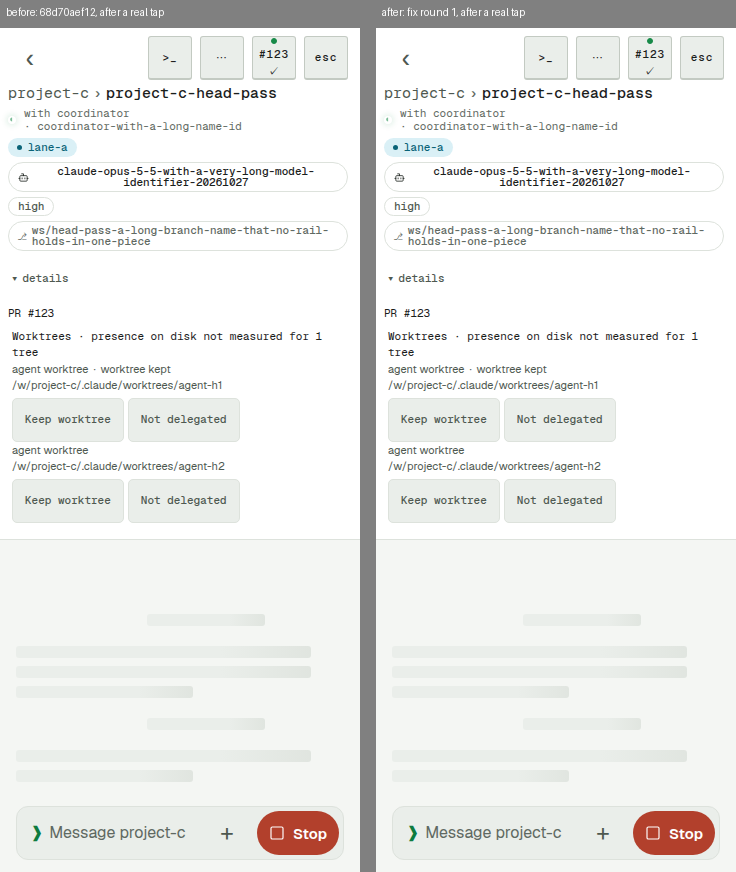 before: 68d70aef12, after a real tap
‹ >_ ··· #123 ✓ esc
project-c › project-c-head-pass
with coordinator
· coordinator-with-a-long-name-id
lane-a
claude-opus-5-5-with-a-very-long-model-
identifier-20261027
high
ws/head-pass-a-long-branch-name-that-no-rail-
holds-in-one-piece
▾ details
PR #123
Worktrees · presence on disk not measured for 1
tree
agent worktree · worktree kept
/w/project-c/.claude/worktrees/agent-h1
Keep worktree Not delegated
agent worktree
/w/project-c/.claude/worktrees/agent-h2
Keep worktree Not delegated
❯ Message project-c + Stop
after: fix round 1, after a real tap
‹ >_ ··· #123 ✓ esc
project-c › project-c-head-pass
with coordinator
· coordinator-with-a-long-name-id
lane-a
claude-opus-5-5-with-a-very-long-model-
identifier-20261027
high
ws/head-pass-a-long-branch-name-that-no-rail-
holds-in-one-piece
▾ details
PR #123
Worktrees · presence on disk not measured for 1
tree
agent worktree · worktree kept
/w/project-c/.claude/worktrees/agent-h1
Keep worktree Not delegated
agent worktree
/w/project-c/.claude/worktrees/agent-h2
Keep worktree Not delegated
❯ Message project-c + Stop